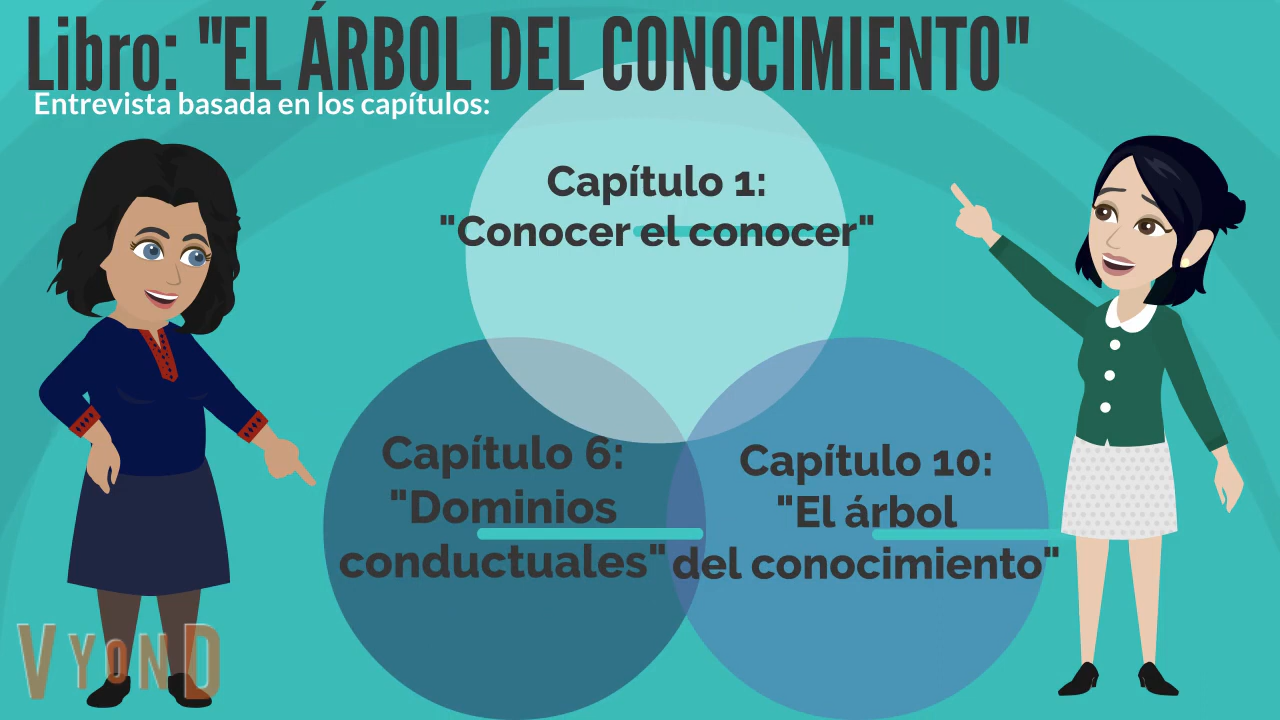 Libro: "EL ÁRBOL DEL CONOCIMIENTO"
Entrevista basada en los capítulos:
Capítulo 1:
"Conocer el conocer"
Capítulo 6:
"Dominios
conductuales"
Capítulo 10:
"El árbol
del conocimiento"
VYOND